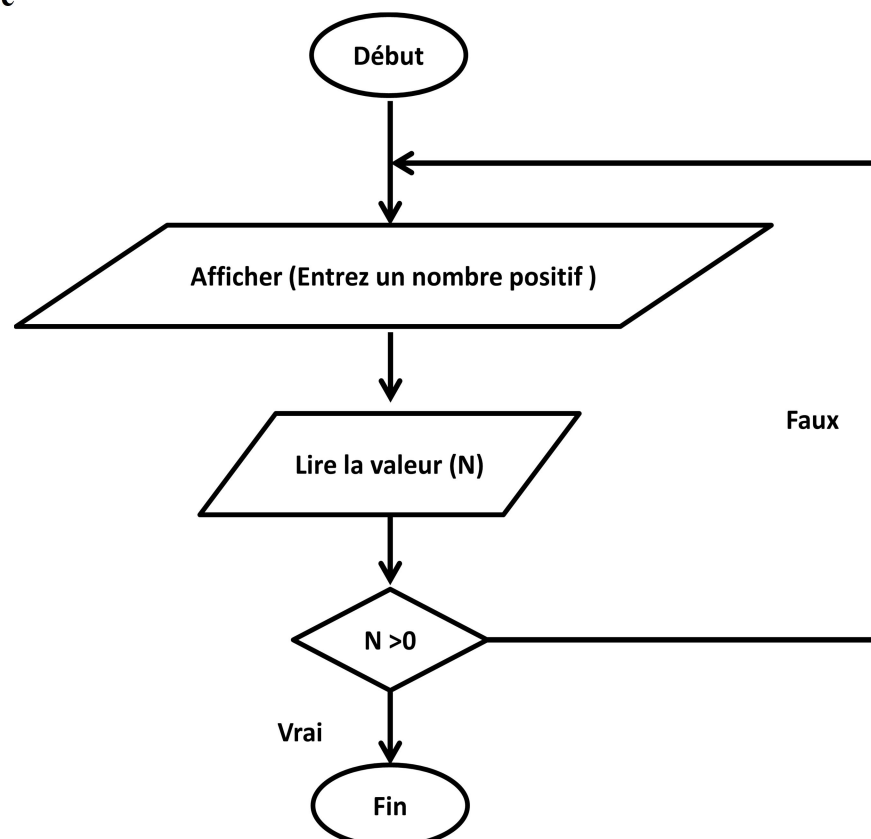 Début
Afficher (Entrez un nombre positif )
Faux
Lire la valeur (N)
N >0
Vrai
Fin